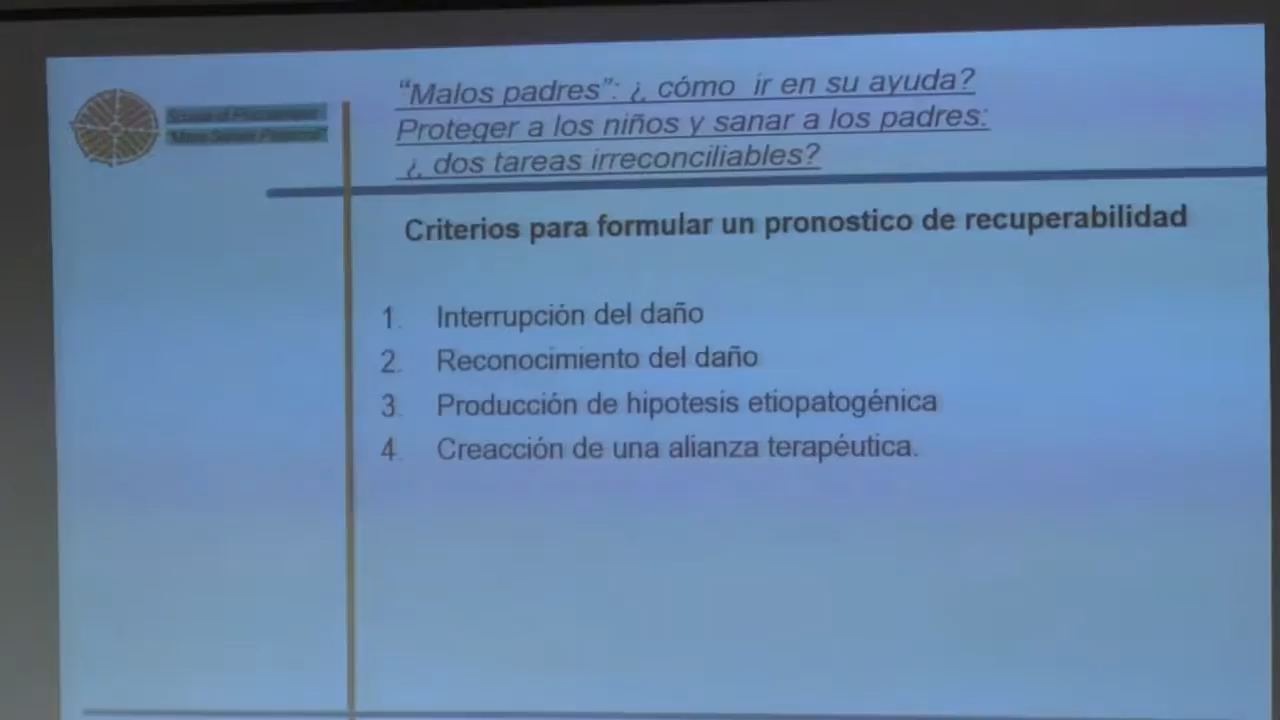 “Malos padres”: ¿ cómo ir en su ayuda?
Proteger a los niños y sanar a los padres:
¿ dos tareas irreconciliables?
Criterios para formular un pronostico de recuperabilidad
1. Interrupción del daño
2. Reconocimiento del daño
3. Producción de hipotesis etiopatogénica
4. Creacción de una alianza terapéutica.